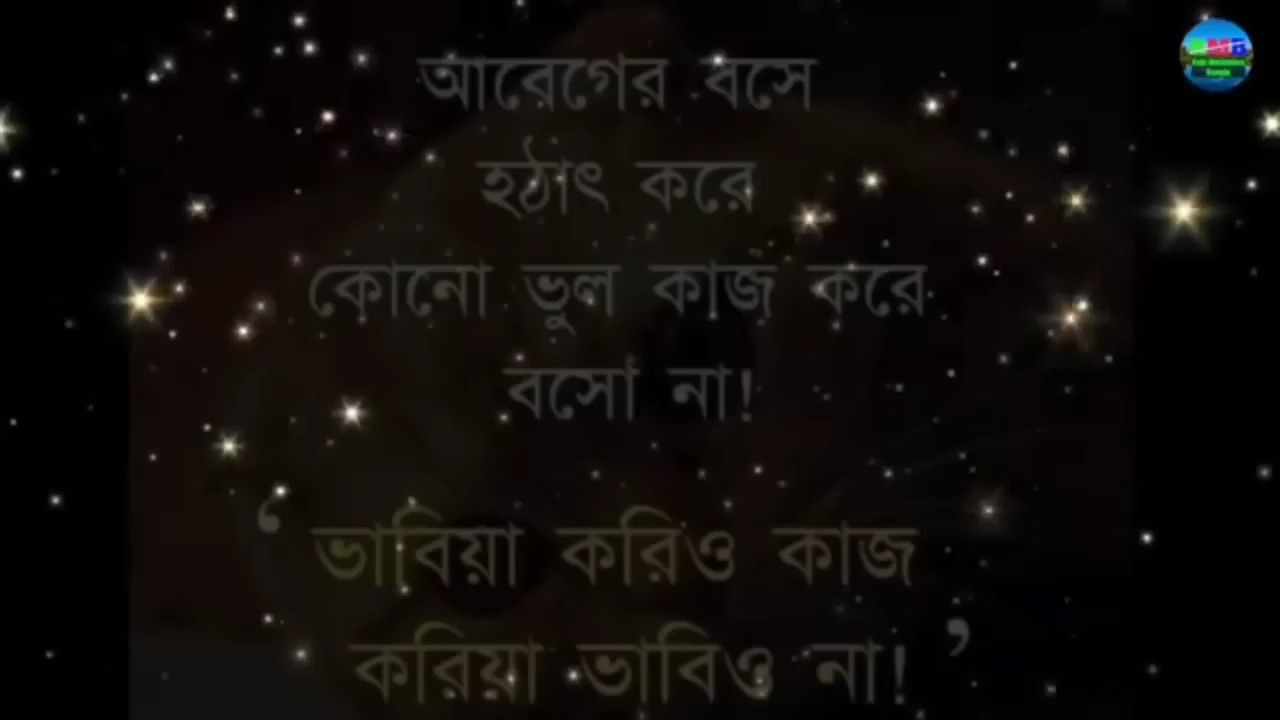 আবেগের বসে
হঠাৎ করে
কোনো ভুল কাজ করে
বসো না!
‘ ভাবিয়া করিও কাজ
করিয়া ভাবিও না! ’